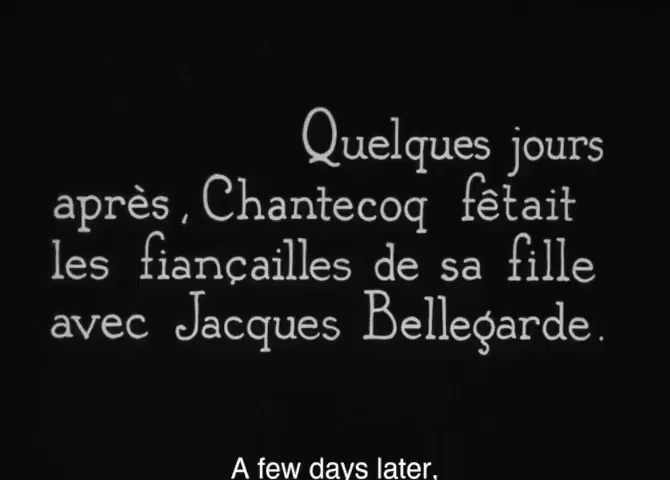 Quelques jours
après, Chantecoq fêtait
les fiançailles de sa fille
avec Jacques Bellegarde.
A few days later,